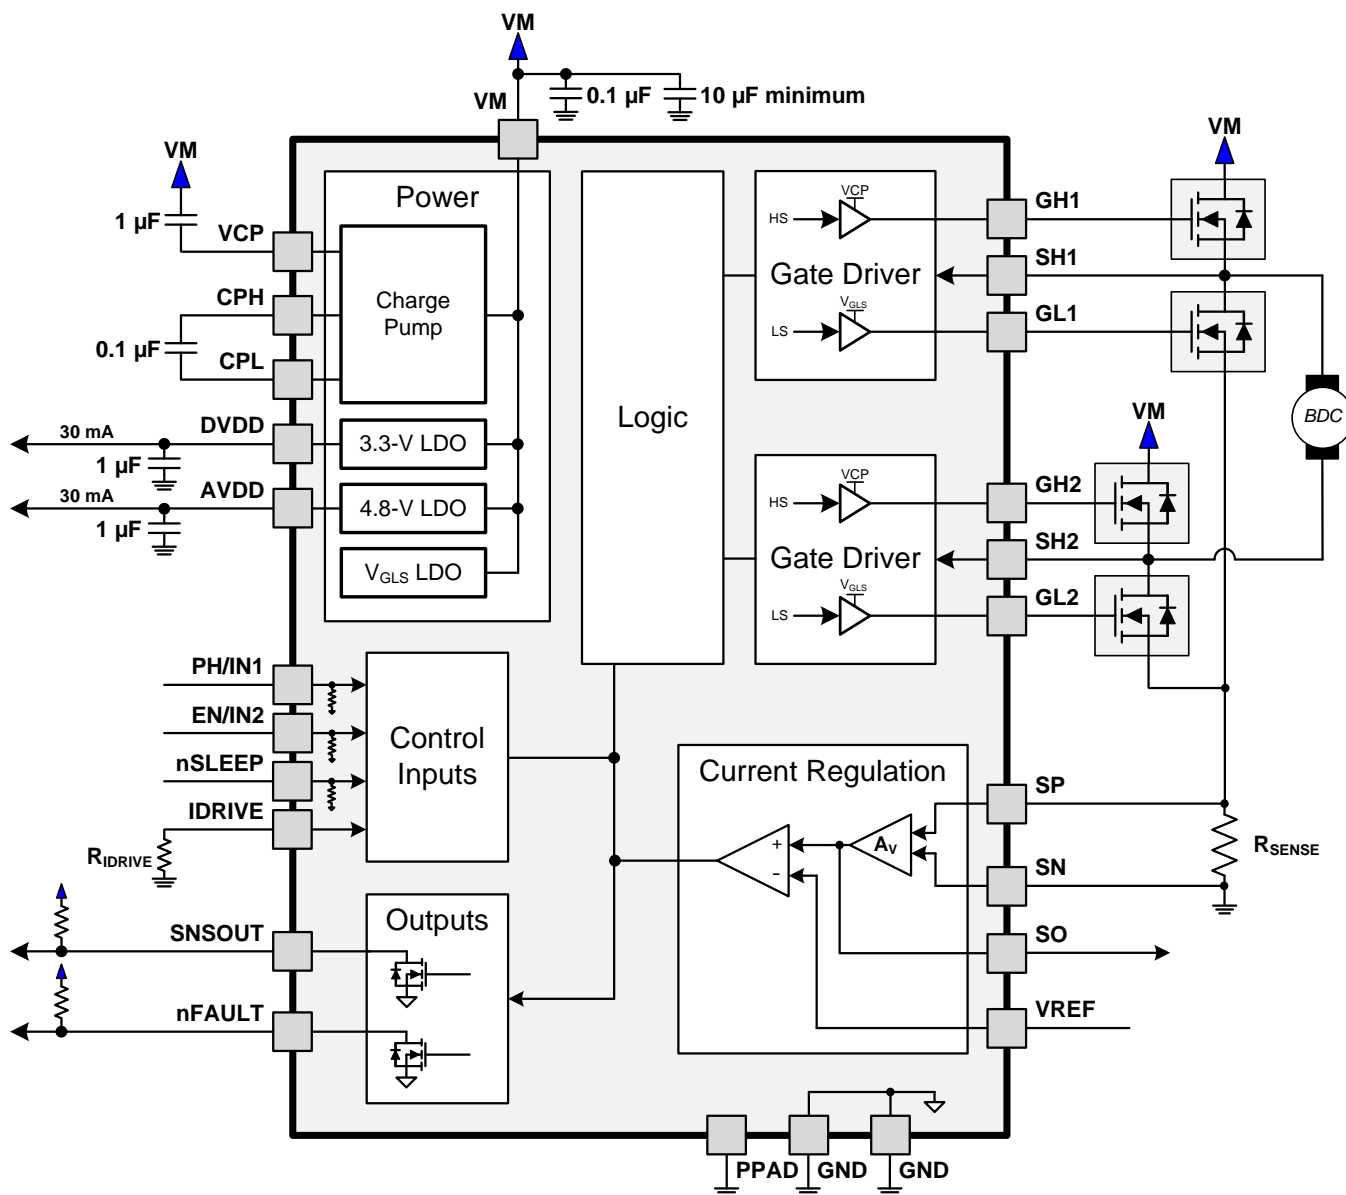 VM
VM
0.1 µF
10 µF minimum
VM
1 µF
VCP
CPH
0.1 µF
CPL
30 mA
DVDD
1 µF
30 mA
AVDD
1 µF
Power
Charge
Pump
3.3-V LDO
4.8-V LDO
VGLS LDO
Logic
VCP
HS
Gate Driver
VGLS
LS
GH1
SH1
GL1
VM
BDC
VCP
HS
Gate Driver
VGLS
LS
GH2
SH2
GL2
VM
PH/IN1
EN/IN2
nSLEEP
IDRIVE
RIDRIVE
Control
Inputs
SNSOUT
nFAULT
Outputs
Current Regulation
+
-
AV
SP
SN
SO
VREF
RSENSE
PPAD
GND
GND